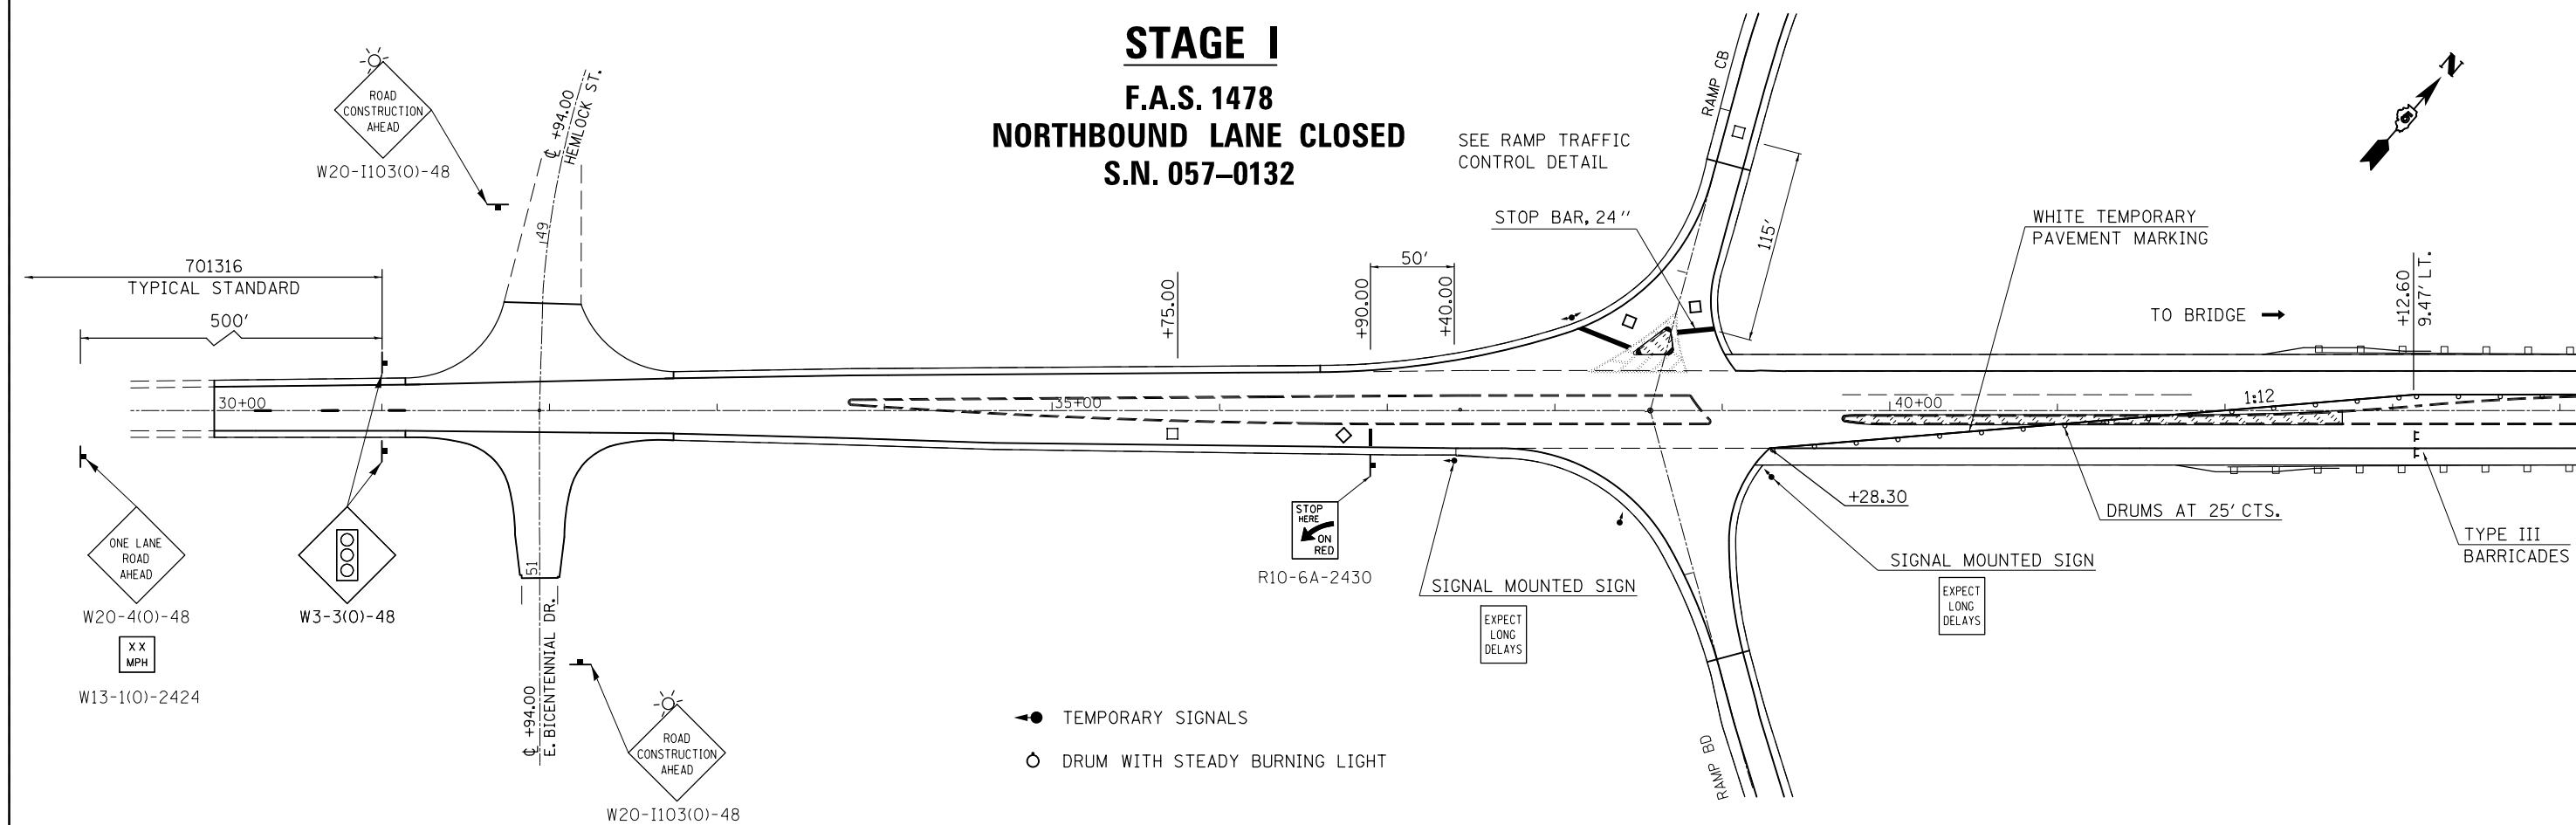 STAGE I
F.A.S. 1478
NORTHBOUND LANE CLOSED
S.N. 057–0132
ROAD
CONSTRUCTION
AHEAD
W20-I103(O)-48
℄ +94.00
HEMLOCK ST.
49
701316
TYPICAL STANDARD
500'
SEE RAMP TRAFFIC
CONTROL DETAIL
RAMP CB
N
STOP BAR, 24"
115'
WHITE TEMPORARY
PAVEMENT MARKING
50'
+75.00
+90.00
+40.00
TO BRIDGE
+12.60
9.47' LT.
30+00
35+00
40+00
1:12
ONE LANE
ROAD
AHEAD
W20-4(O)-48
XX
MPH
W13-1(O)-2424
W3-3(O)-48
51
℄ +94.00
E. BICENTENNIAL DR.
STOP
HERE
ON
RED
R10-6A-2430
SIGNAL MOUNTED SIGN
EXPECT
LONG
DELAYS
+28.30
DRUMS AT 25' CTS.
SIGNAL MOUNTED SIGN
EXPECT
LONG
DELAYS
TYPE III
BARRICADES
ROAD
CONSTRUCTION
AHEAD
W20-I103(O)-48
TEMPORARY SIGNALS
DRUM WITH STEADY BURNING LIGHT
RAMP BD